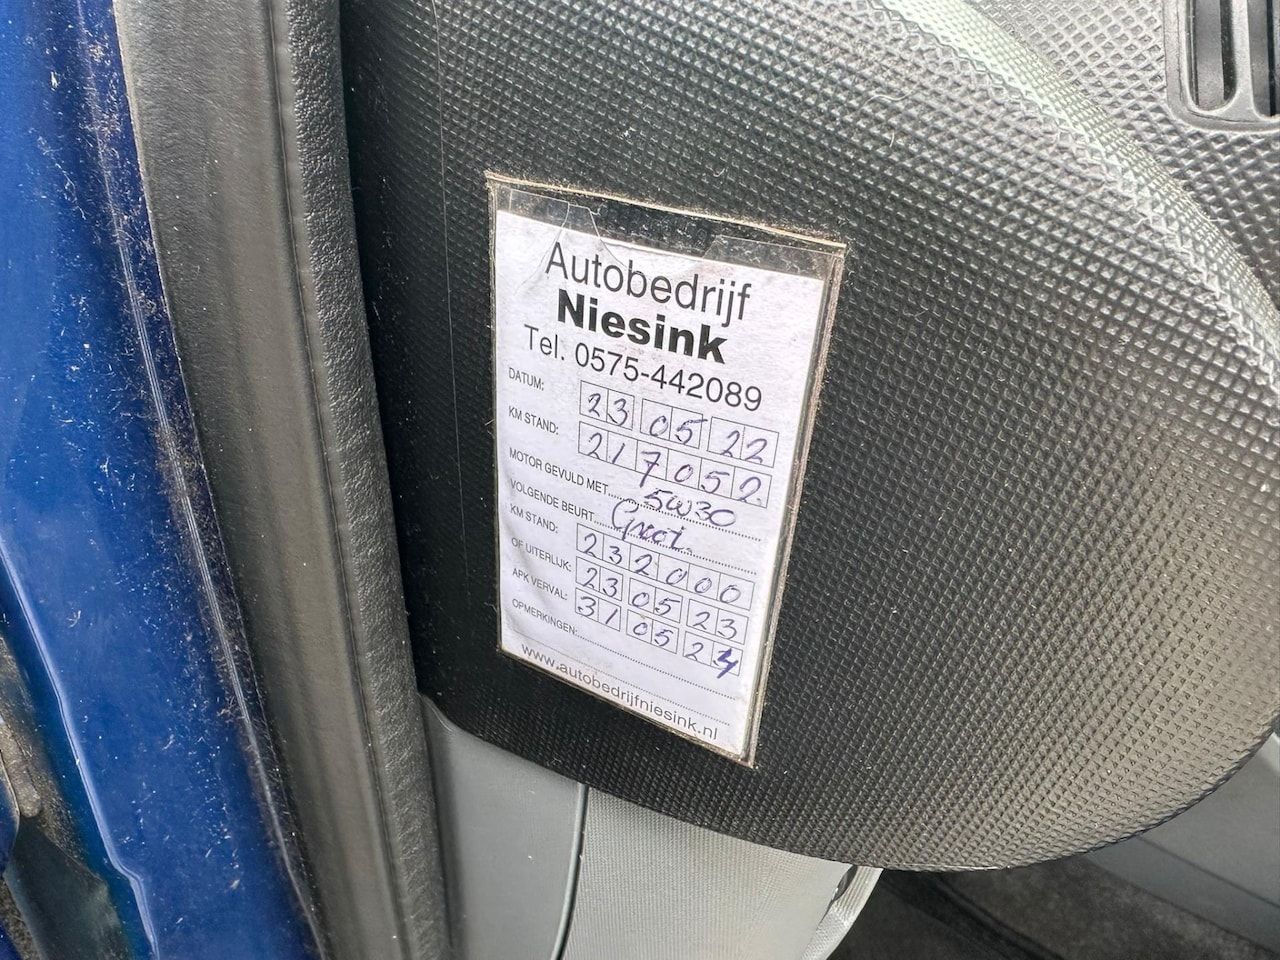 Autobedrijf
Niesink
Tel. 0575-442089
DATUM: 23 05 22
KM STAND: 217052
MOTOR GEVULD MET 5W30
VOLGENDE BEURT Groot.
KM STAND: 232000
OF UITERLIJK: 23 05 23
APK VERVAL: 31 05 24
OPMERKINGEN:
www.autobedrijfniesink.nl